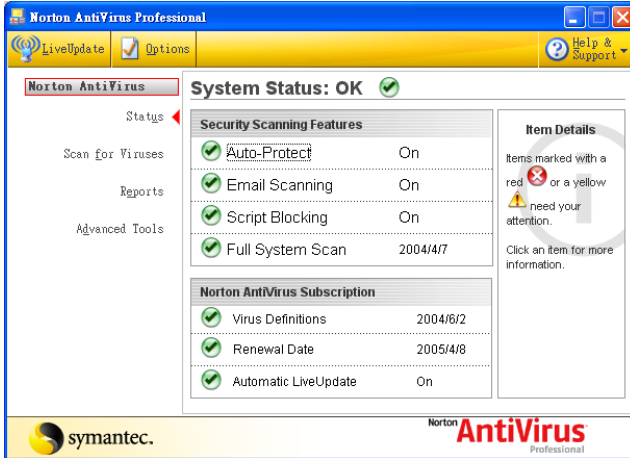 Norton AntiVirus Professional
LiveUpdate
Options
Help & Support
Norton AntiVirus
Status
Scan for Viruses
Reports
Advanced Tools
System Status: OK
Security Scanning Features
Auto-Protect On
Email Scanning On
Script Blocking On
Full System Scan 2004/4/7
Norton AntiVirus Subscription
Virus Definitions 2004/6/2
Renewal Date 2005/4/8
Automatic LiveUpdate On
Item Details
Items marked with a
red or a yellow
need your
attention.
Click an item for more
information.
symantec.
Norton AntiVirus
Professional